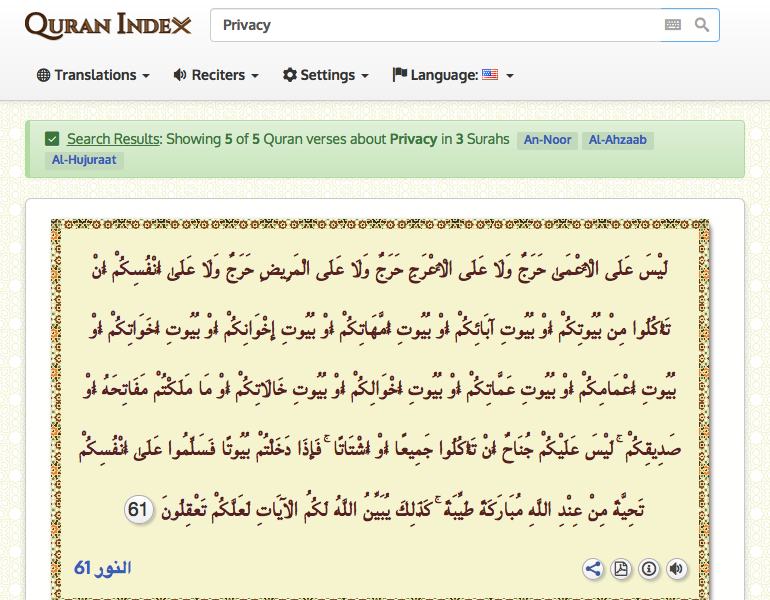 QURAN INDEX
Privacy
Translations Reciters Settings Language:
Search Results: Showing 5 of 5 Quran verses about Privacy in 3 Surahs An-Noor Al-Ahzaab
Al-Hujuraat
لَيْسَ عَلَى الْأَعْمَىٰ حَرَجٌ وَلَا عَلَى الْأَعْرَجِ حَرَجٌ وَلَا عَلَى الْمَرِيضِ حَرَجٌ وَلَا عَلَىٰ أَنْفُسِكُمْ أَنْ
تَأْكُلُوا مِنْ بُيُوتِكُمْ أَوْ بُيُوتِ آبَائِكُمْ أَوْ بُيُوتِ أُمَّهَاتِكُمْ أَوْ بُيُوتِ إِخْوَانِكُمْ أَوْ بُيُوتِ أَخَوَاتِكُمْ أَوْ
بُيُوتِ أَعْمَامِكُمْ أَوْ بُيُوتِ عَمَّاتِكُمْ أَوْ بُيُوتِ أَخْوَالِكُمْ أَوْ بُيُوتِ خَالَاتِكُمْ أَوْ مَا مَلَكْتُمْ مَفَاتِحَهُ أَوْ
صَدِيقِكُمْ ۚ لَيْسَ عَلَيْكُمْ جُنَاحٌ أَنْ تَأْكُلُوا جَمِيعًا أَوْ أَشْتَاتًا ۚ فَإِذَا دَخَلْتُمْ بُيُوتًا فَسَلِّمُوا عَلَىٰ أَنْفُسِكُمْ
تَحِيَّةً مِنْ عِنْدِ اللَّهِ مُبَارَكَةً طَيِّبَةً ۚ كَذَٰلِكَ يُبَيِّنُ اللَّهُ لَكُمُ الْآيَاتِ لَعَلَّكُمْ تَعْقِلُونَ 61
النور 61